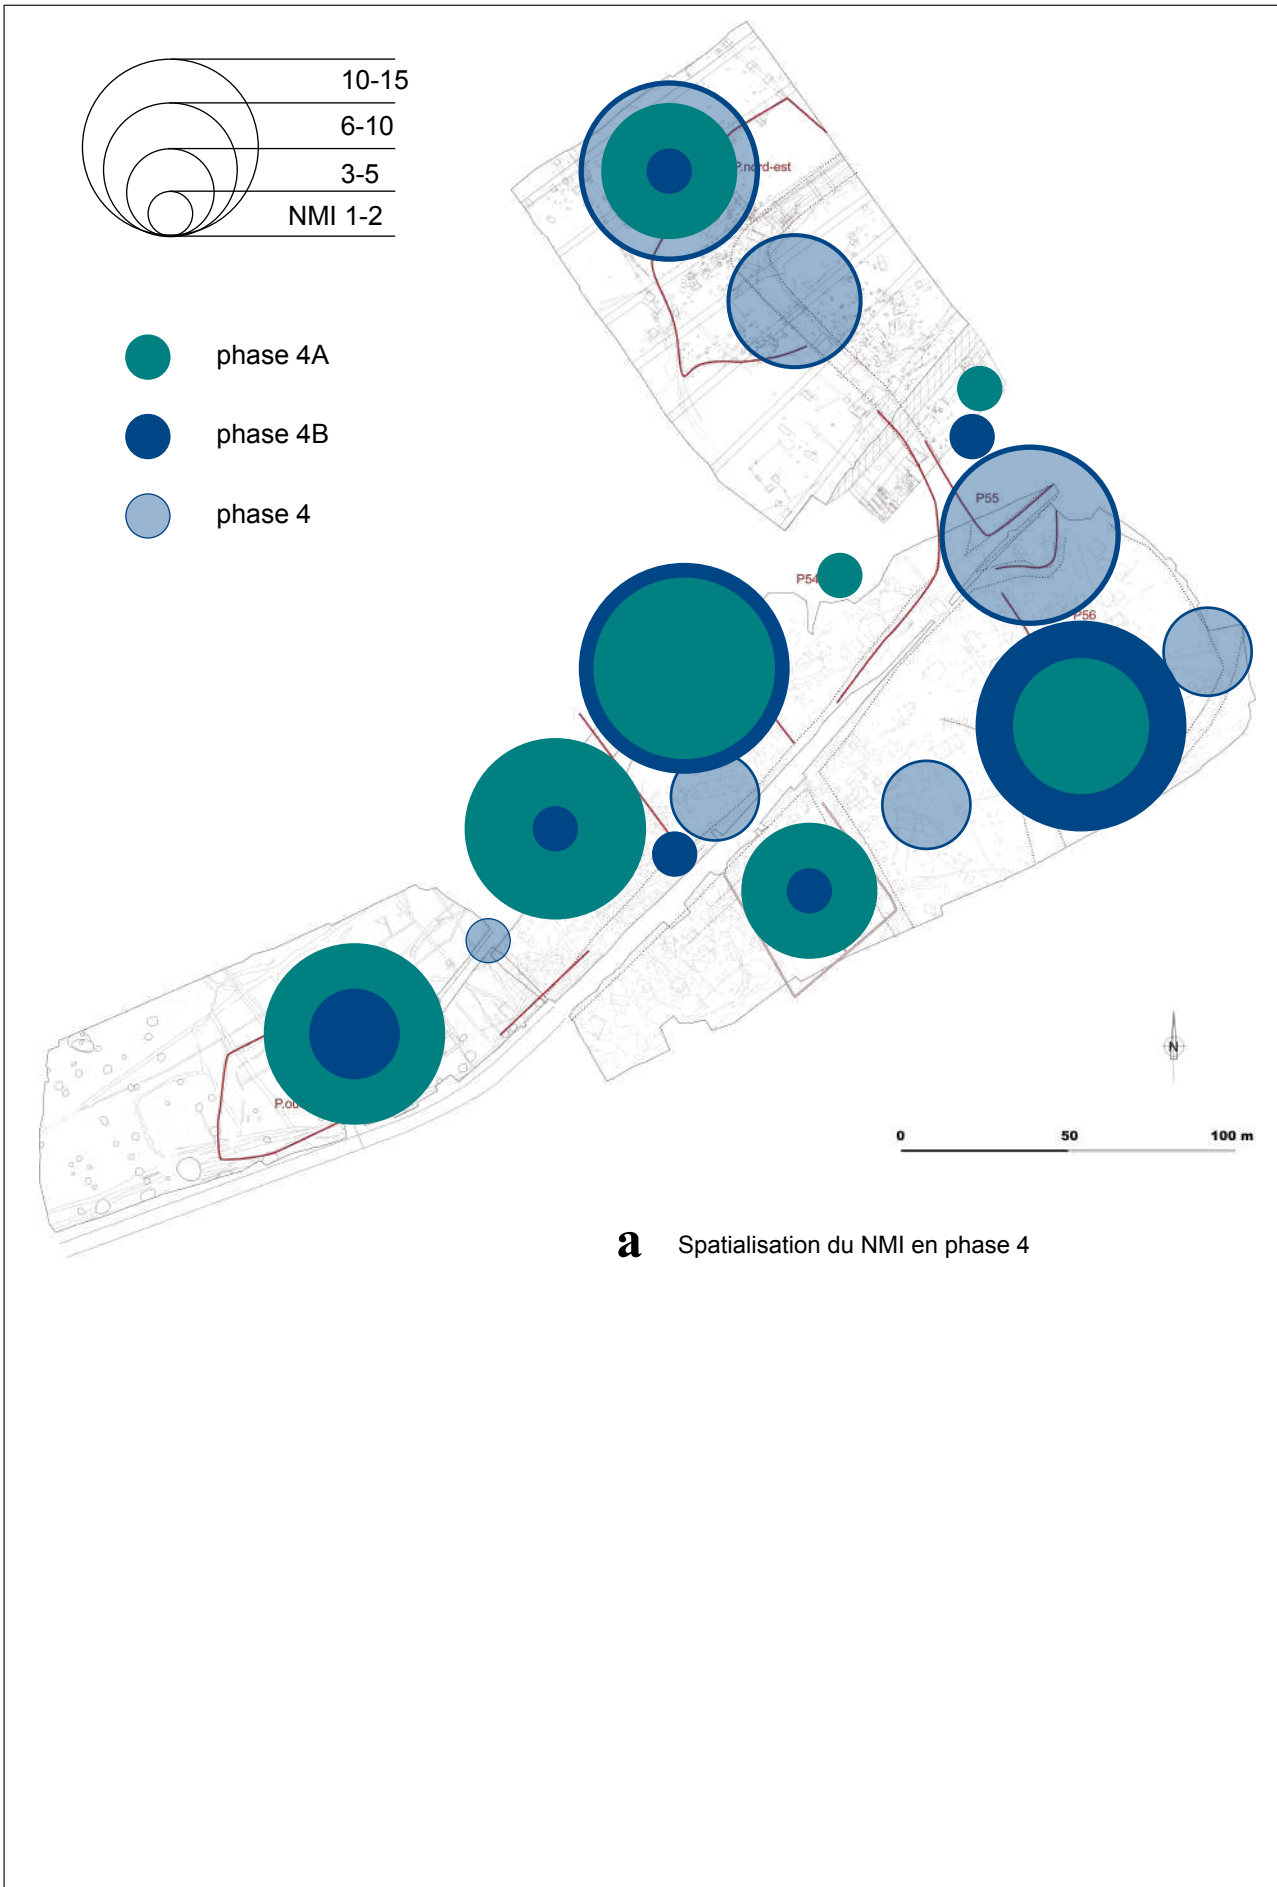 10-15
6-10
3-5
NMI 1-2
phase 4A
phase 4B
phase 4
P.nord-est
P55
P54
P56
N
0 50 100 m
a Spatialisation du NMI en phase 4